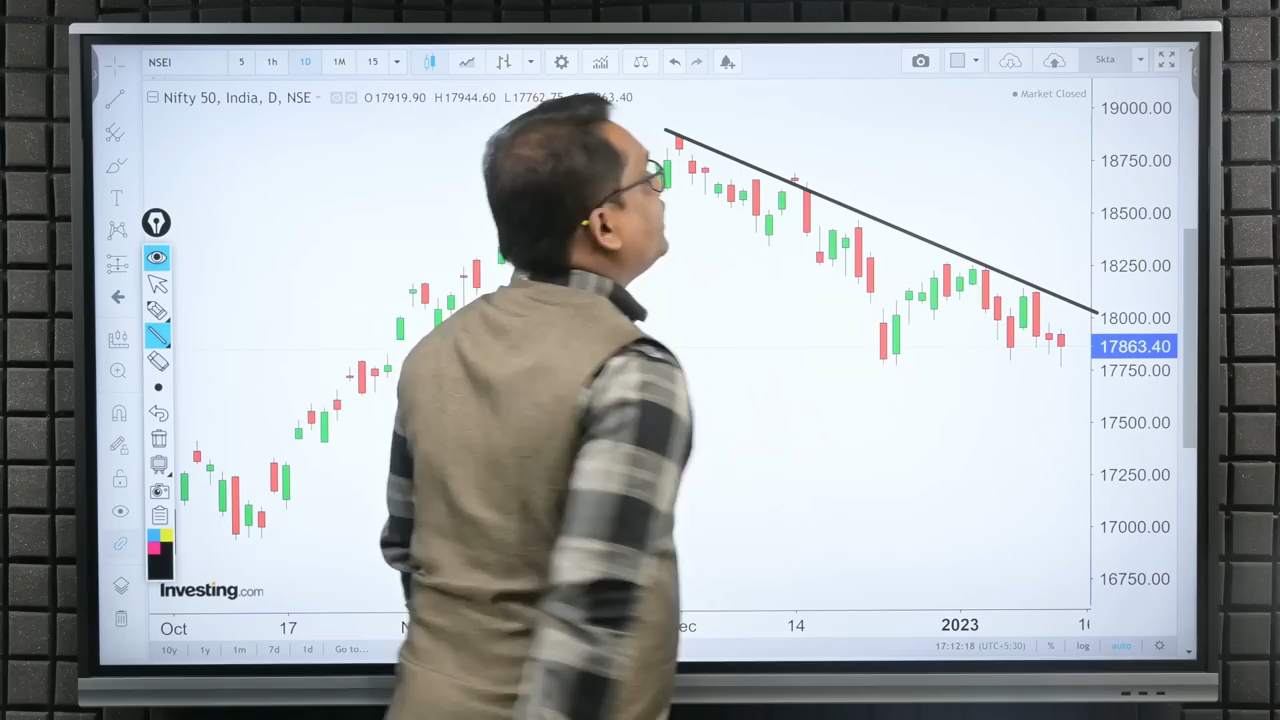 NSEI 5 1h 1D 1M 15 Skta
Nifty 50, India, D, NSE O17919.90 H17944.60 L17762.75 63.40
Market Closed
19000.00
18750.00
18500.00
18250.00
18000.00
17863.40
17750.00
17500.00
17250.00
17000.00
16750.00
T
Investing.com
Oct 17 N ec 14 2023 10
10y 1y 1m 7d 1d Go to... 17:12:18 (UTC+5:30) % log auto